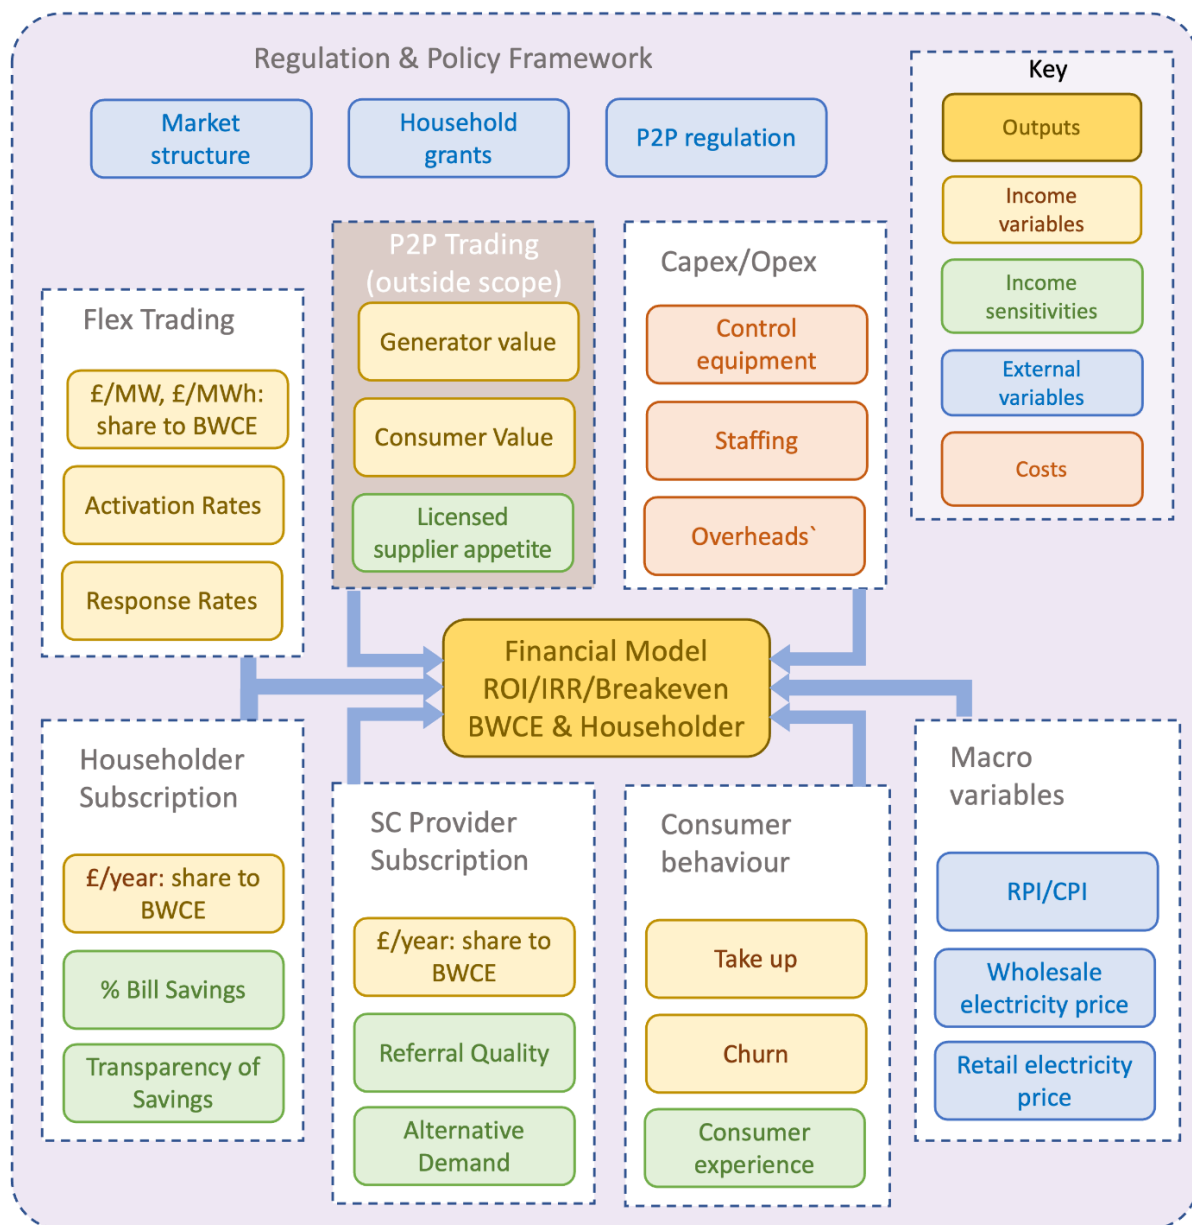 Regulation & Policy Framework
Market
structure
Household
grants
P2P regulation
Key
Outputs
Income
variables
Income
sensitivities
External
variables
Costs
Flex Trading
£/MW, £/MWh:
share to BWCE
Activation Rates
Response Rates
P2P Trading
(outside scope)
Generator value
Consumer Value
Licensed
supplier appetite
Capex/Opex
Control
equipment
Staffing
Overheads`
Financial Model
ROI/IRR/Breakeven
BWCE & Householder
Householder
Subscription
£/year: share to
BWCE
% Bill Savings
Transparency of
Savings
SC Provider
Subscription
£/year: share to
BWCE
Referral Quality
Alternative
Demand
Consumer
behaviour
Take up
Churn
Consumer
experience
Macro
variables
RPI/CPI
Wholesale
electricity price
Retail electricity
price